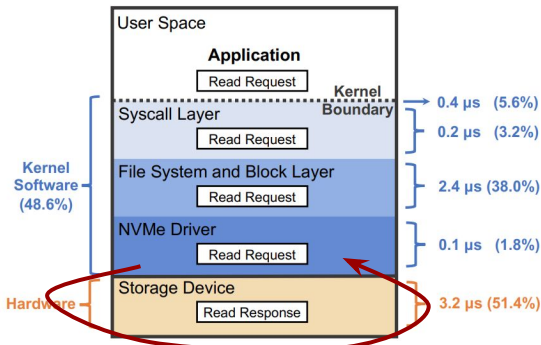 User Space
Application
Read Request
Kernel
Boundary
0.4 µs (5.6%)
Syscall Layer
Read Request
0.2 µs (3.2%)
Kernel
Software
(48.6%)
File System and Block Layer
Read Request
2.4 µs (38.0%)
NVMe Driver
Read Request
0.1 µs (1.8%)
Storage Device
Hardware
Read Response
3.2 µs (51.4%)